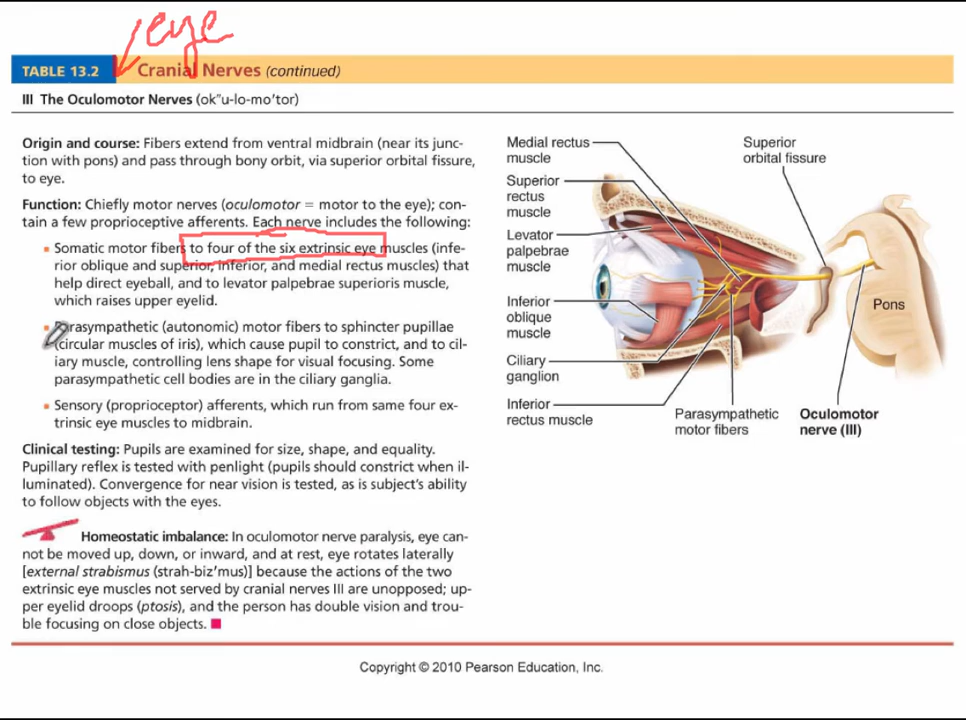 eye
TABLE 13.2 Cranial Nerves (continued)
III The Oculomotor Nerves (ok″u-lo-mo′tor)
Origin and course: Fibers extend from ventral midbrain (near its junc-
tion with pons) and pass through bony orbit, via superior orbital fissure,
to eye.
Function: Chiefly motor nerves (oculomotor = motor to the eye); con-
tain a few proprioceptive afferents. Each nerve includes the following:
▪ Somatic motor fibers to four of the six extrinsic eye muscles (infe-
rior oblique and superior, inferior, and medial rectus muscles) that
help direct eyeball, and to levator palpebrae superioris muscle,
which raises upper eyelid.
▪ Parasympathetic (autonomic) motor fibers to sphincter pupillae
(circular muscles of iris), which cause pupil to constrict, and to cil-
iary muscle, controlling lens shape for visual focusing. Some
parasympathetic cell bodies are in the ciliary ganglia.
▪ Sensory (proprioceptor) afferents, which run from same four ex-
trinsic eye muscles to midbrain.
Clinical testing: Pupils are examined for size, shape, and equality.
Pupillary reflex is tested with penlight (pupils should constrict when il-
luminated). Convergence for near vision is tested, as is subject's ability
to follow objects with the eyes.
Homeostatic imbalance: In oculomotor nerve paralysis, eye can-
not be moved up, down, or inward, and at rest, eye rotates laterally
[external strabismus (strah-biz′mus)] because the actions of the two
extrinsic eye muscles not served by cranial nerves III are unopposed; up-
per eyelid droops (ptosis), and the person has double vision and trou-
ble focusing on close objects.
Medial rectus
muscle
Superior
rectus
muscle
Levator
palpebrae
muscle
Inferior
oblique
muscle
Ciliary
ganglion
Inferior
rectus muscle
Superior
orbital fissure
Pons
Parasympathetic
motor fibers
Oculomotor
nerve (III)
Copyright © 2010 Pearson Education, Inc.